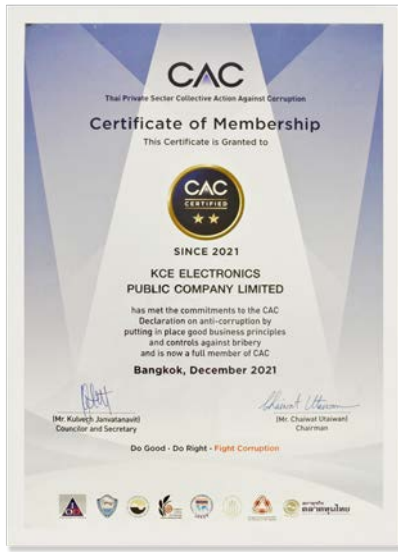 CAC
Thai Private Sector Collective Action Against Corruption
Certificate of Membership
This Certificate is Granted to
CAC
CERTIFIED
SINCE 2021
KCE ELECTRONICS
PUBLIC COMPANY LIMITED
has met the commitments to the CAC
Declaration on anti-corruption by
putting in place good business principles
and controls against bribery
and is now a full member of CAC
Bangkok, December 2021
(Mr. Kulvech Janvatanavit)
Councilor and Secretary
(Mr. Chaiwat Utaiwan)
Chairman
Do Good - Do Right - Fight Corruption